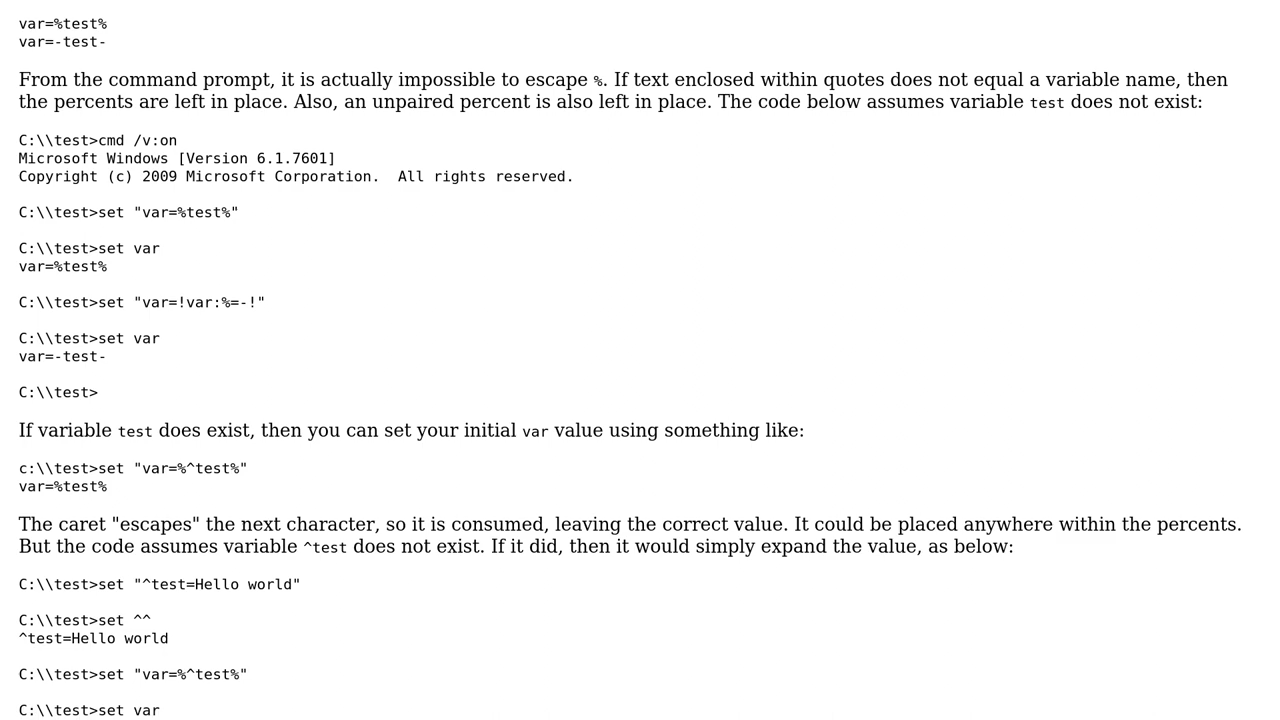 var=%test%
var=-test-
From the command prompt, it is actually impossible to escape %. If text enclosed within quotes does not equal a variable name, then
the percents are left in place. Also, an unpaired percent is also left in place. The code below assumes variable test does not exist:
C:\\test>cmd /v:on
Microsoft Windows [Version 6.1.7601]
Copyright (c) 2009 Microsoft Corporation.  All rights reserved.
C:\\test>set "var=%test%"
C:\\test>set var
var=%test%
C:\\test>set "var=!var:%=-!"
C:\\test>set var
var=-test-
C:\\test>
If variable test does exist, then you can set your initial var value using something like:
c:\\test>set "var=%^test%"
var=%test%
The caret "escapes" the next character, so it is consumed, leaving the correct value. It could be placed anywhere within the percents.
But the code assumes variable ^test does not exist. If it did, then it would simply expand the value, as below:
C:\\test>set "^test=Hello world"
C:\\test>set ^^
^test=Hello world
C:\\test>set "var=%^test%"
C:\\test>set var